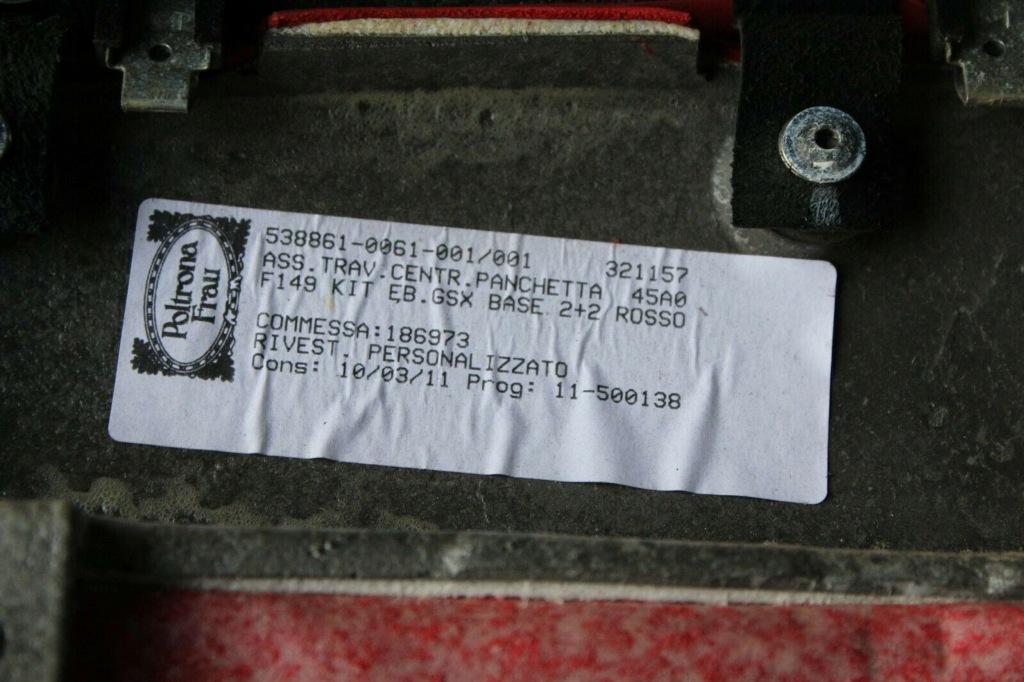 Poltrona
Frau
538861-0061-001/001 321157
ASS.TRAV.CENTR.PANCHETTA 45A0
F149 KIT EB.GSX BASE 2+2 ROSSO
COMMESSA:186973
RIVEST. PERSONALIZZATO
Cons: 10/03/11 Prog: 11-500138